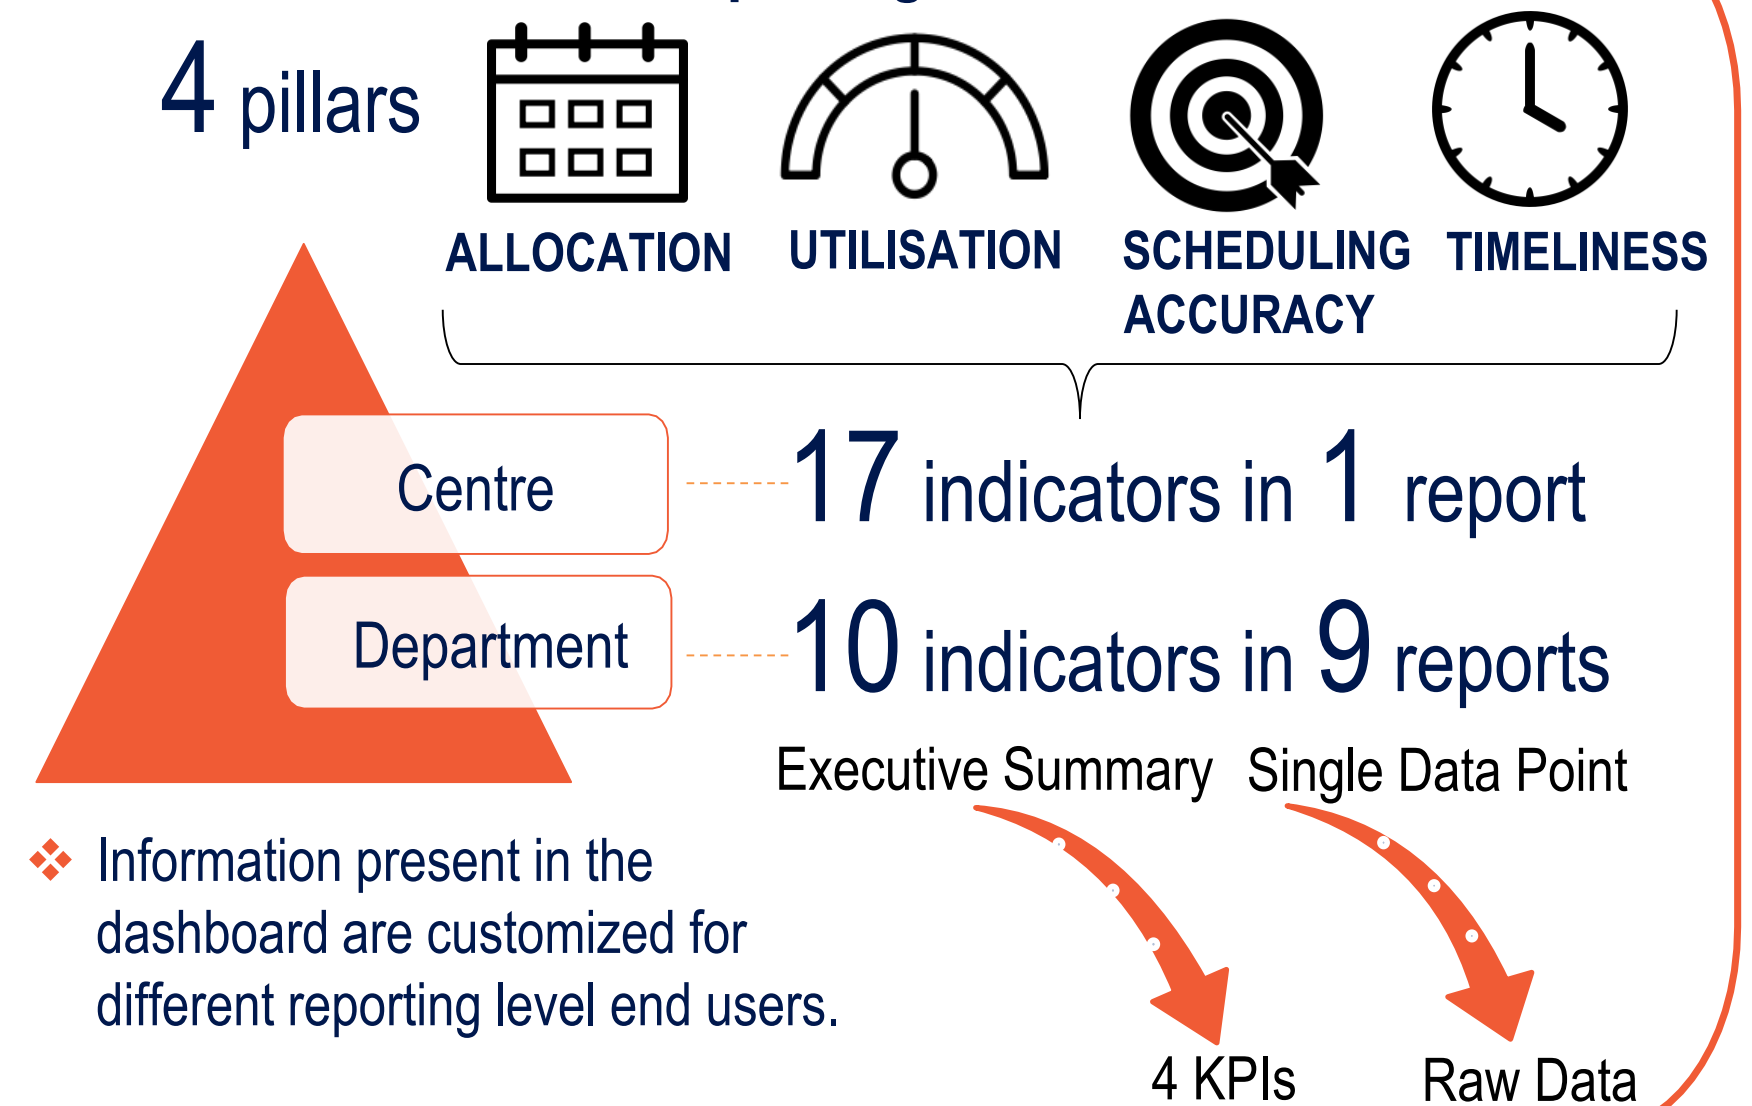 4 pillars
ALLOCATION
UTILISATION
SCHEDULING
ACCURACY
TIMELINESS
Centre
17 indicators in 1 report
Department
10 indicators in 9 reports
Executive Summary
Single Data Point
Information present in the
dashboard are customized for
different reporting level end users.
4 KPIs
Raw Data